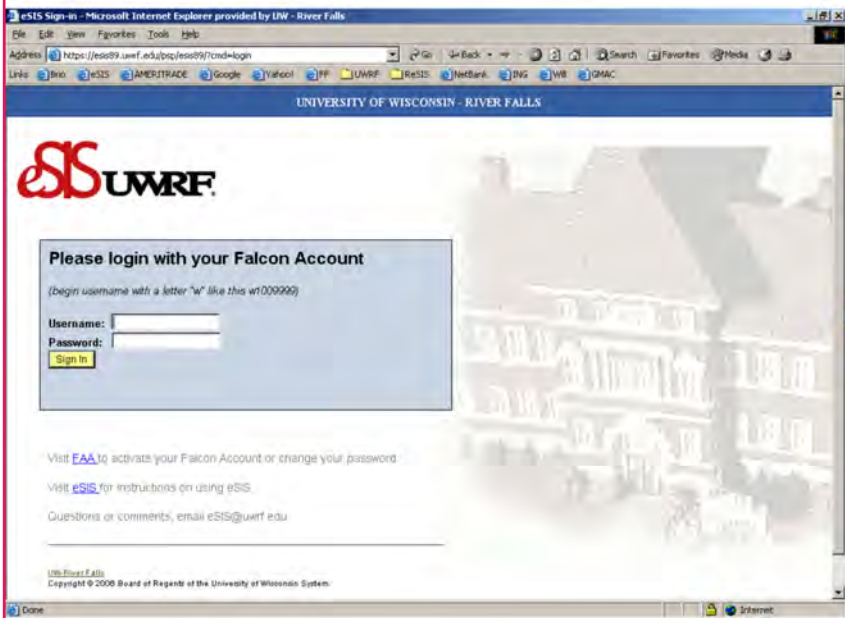 eSIS Sign-in - Microsoft Internet Explorer provided by UW - River Falls
File Edit View Favorites Tools Help
Address https://esis89.uwrf.edu/psp/esis89/?cmd=login Go Back Search Favorites Media
Links Brio eSIS AMERITRADE Google Yahoo! FF UWRF ReSIS NetBank ING WB GMAC
UNIVERSITY OF WISCONSIN - RIVER FALLS
eSIS UWRF
Please login with your Falcon Account
(begin username with a letter "w" like this w1009999)
Username:
Password:
Sign In
Visit FAA to activate your Falcon Account or change your password
Visit eSIS for instructions on using eSIS
Questions or comments, email eSIS@uwrf.edu
UW-River Falls
Copyright © 2006 Board of Regents of the University of Wisconsin System.
Done Internet